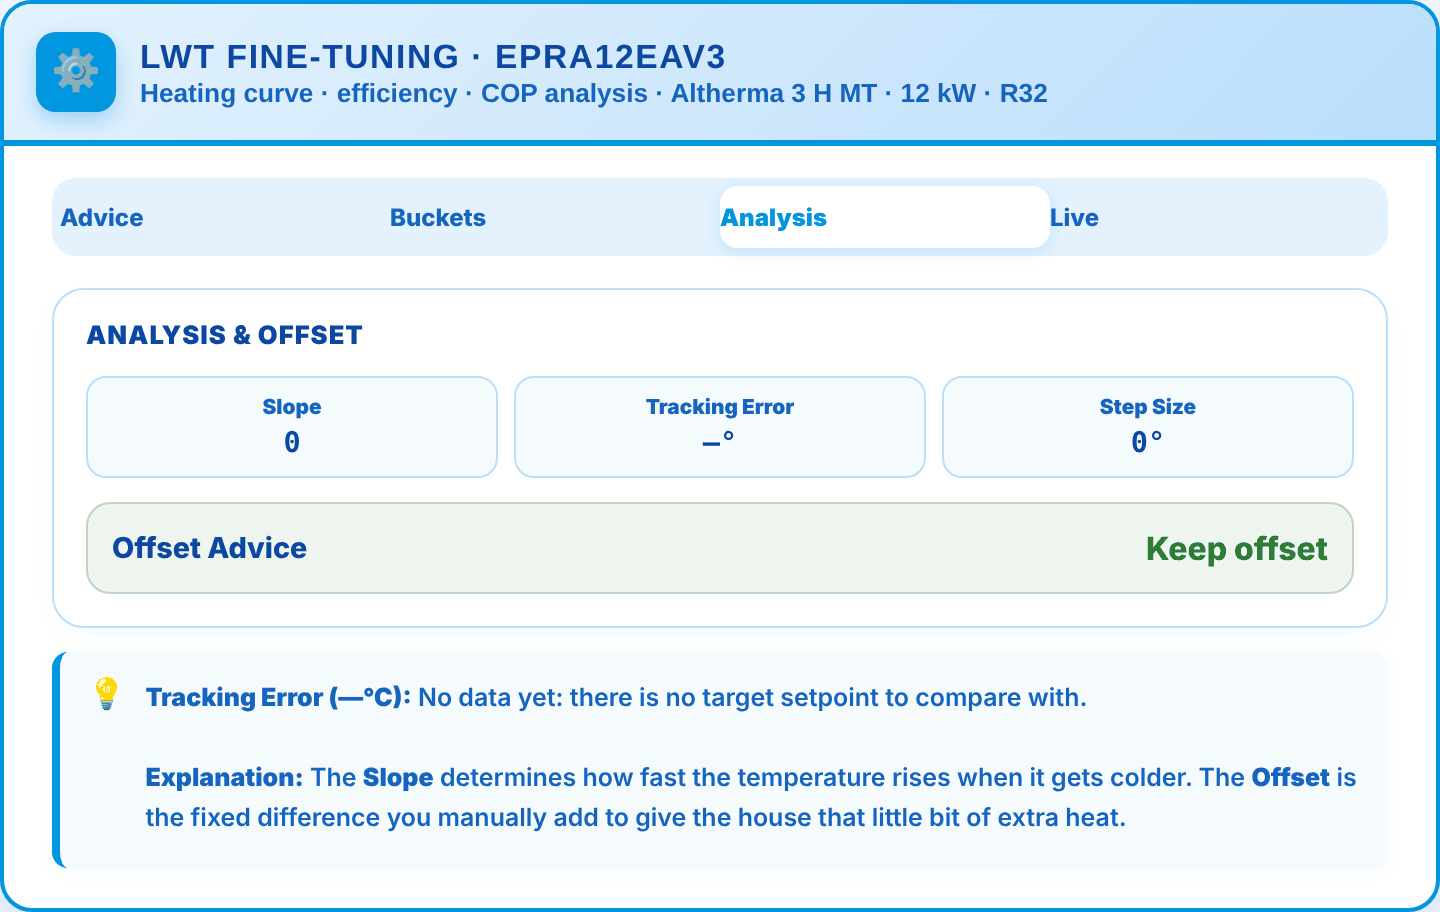 LWT FINE-TUNING · EPRA12EAV3
Heating curve · efficiency · COP analysis · Altherma 3 H MT · 12 kW · R32
Advice
Buckets
Analysis
Live
ANALYSIS & OFFSET
Slope
0
Tracking Error
—°
Step Size
0°
Offset Advice
Keep offset
Tracking Error (—°C): No data yet: there is no target setpoint to compare with.
Explanation: The Slope determines how fast the temperature rises when it gets colder. The Offset is
the fixed difference you manually add to give the house that little bit of extra heat.